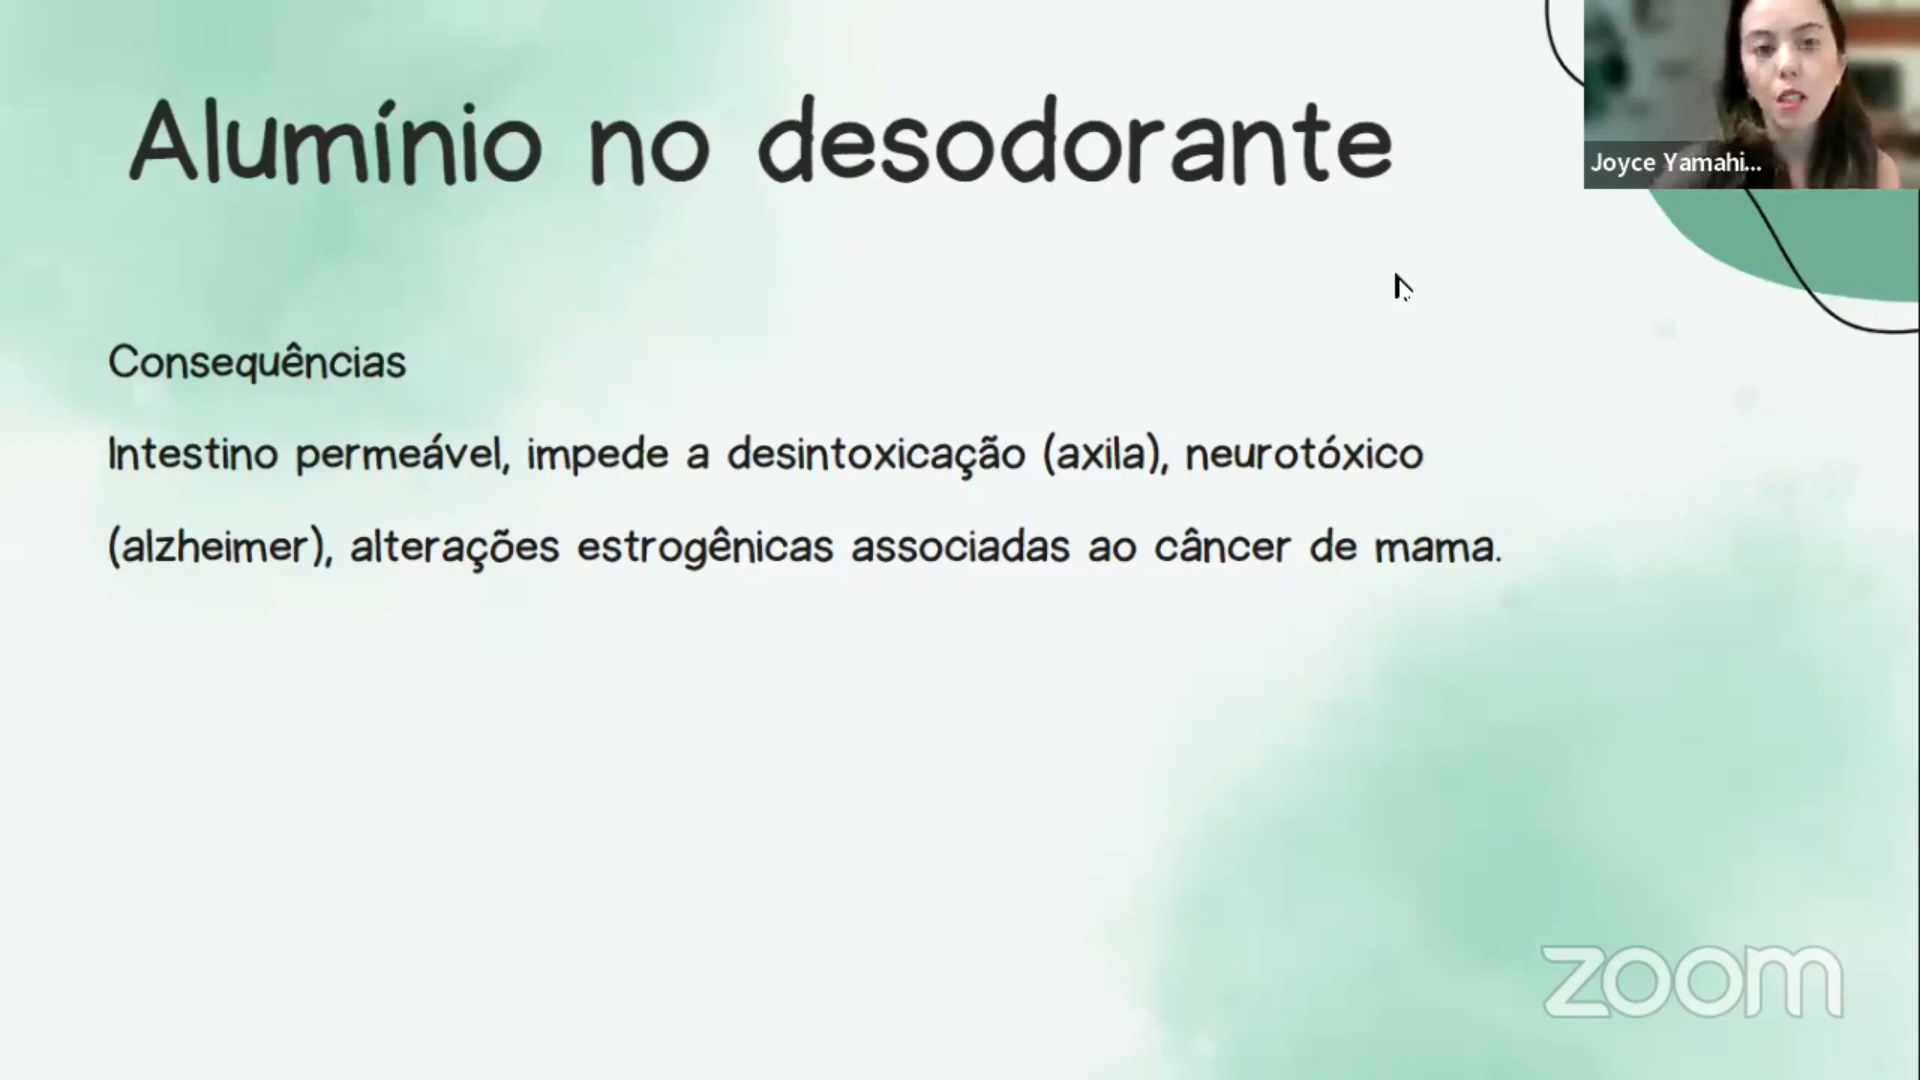 Alumínio no desodorante
Joyce Yamahi...
Consequências
Intestino permeável, impede a desintoxicação (axila), neurotóxico
(alzheimer), alterações estrogênicas associadas ao câncer de mama.
zoom